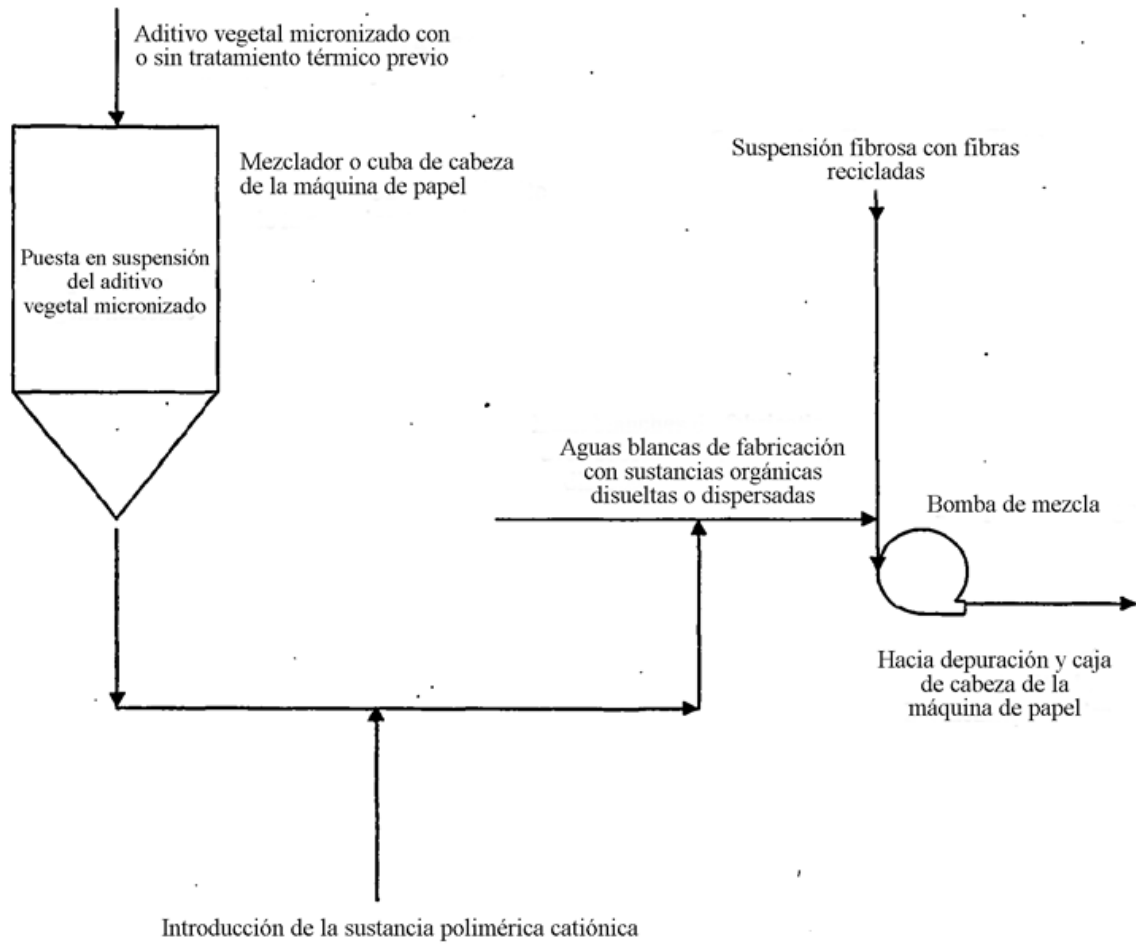 Aditivo vegetal micronizado con
o sin tratamiento térmico previo
Mezclador o cuba de cabeza
de la máquina de papel
Puesta en suspensión
del aditivo
vegetal micronizado
Suspensión fibrosa con fibras
recicladas
Aguas blancas de fabricación
con sustancias orgánicas
disueltas o dispersadas
Bomba de mezcla
Hacia depuración y caja
de cabeza de la
máquina de papel
Introducción de la sustancia polimérica catiónica